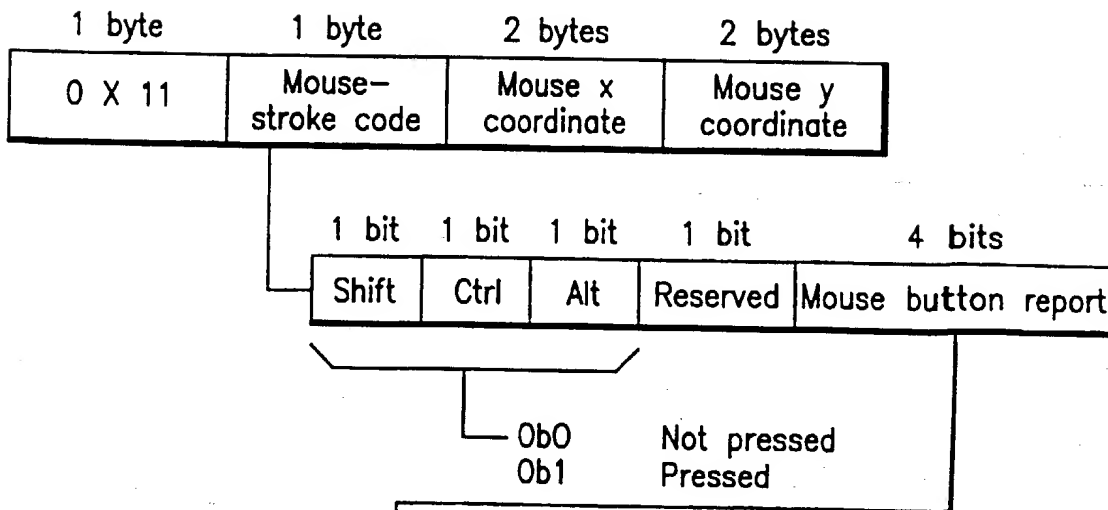 1 byte 1 byte 2 bytes 2 bytes
0 X 11 Mouse- Mouse x Mouse y
stroke code coordinate coordinate
1 bit 1 bit 1 bit 1 bit 4 bits
Shift Ctrl Alt Reserved Mouse button report
0b0 Not pressed
0b1 Pressed